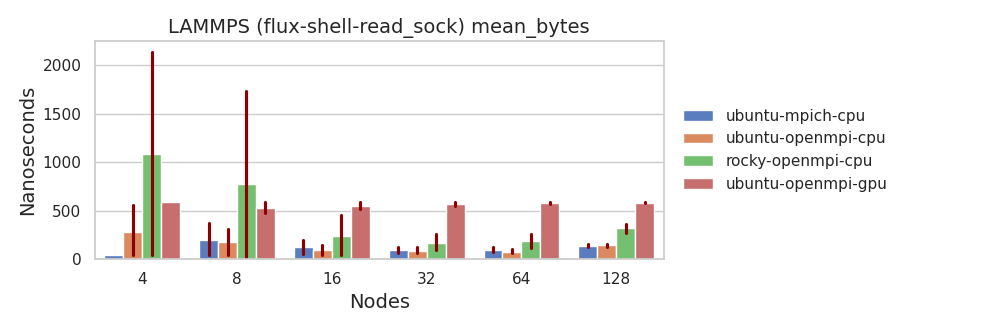 LAMMPS (flux-shell-read_sock) mean_bytes
Nanoseconds
2000
1500
1000
500
0
4 8 16 32 64 128
Nodes
ubuntu-mpich-cpu
ubuntu-openmpi-cpu
rocky-openmpi-cpu
ubuntu-openmpi-gpu